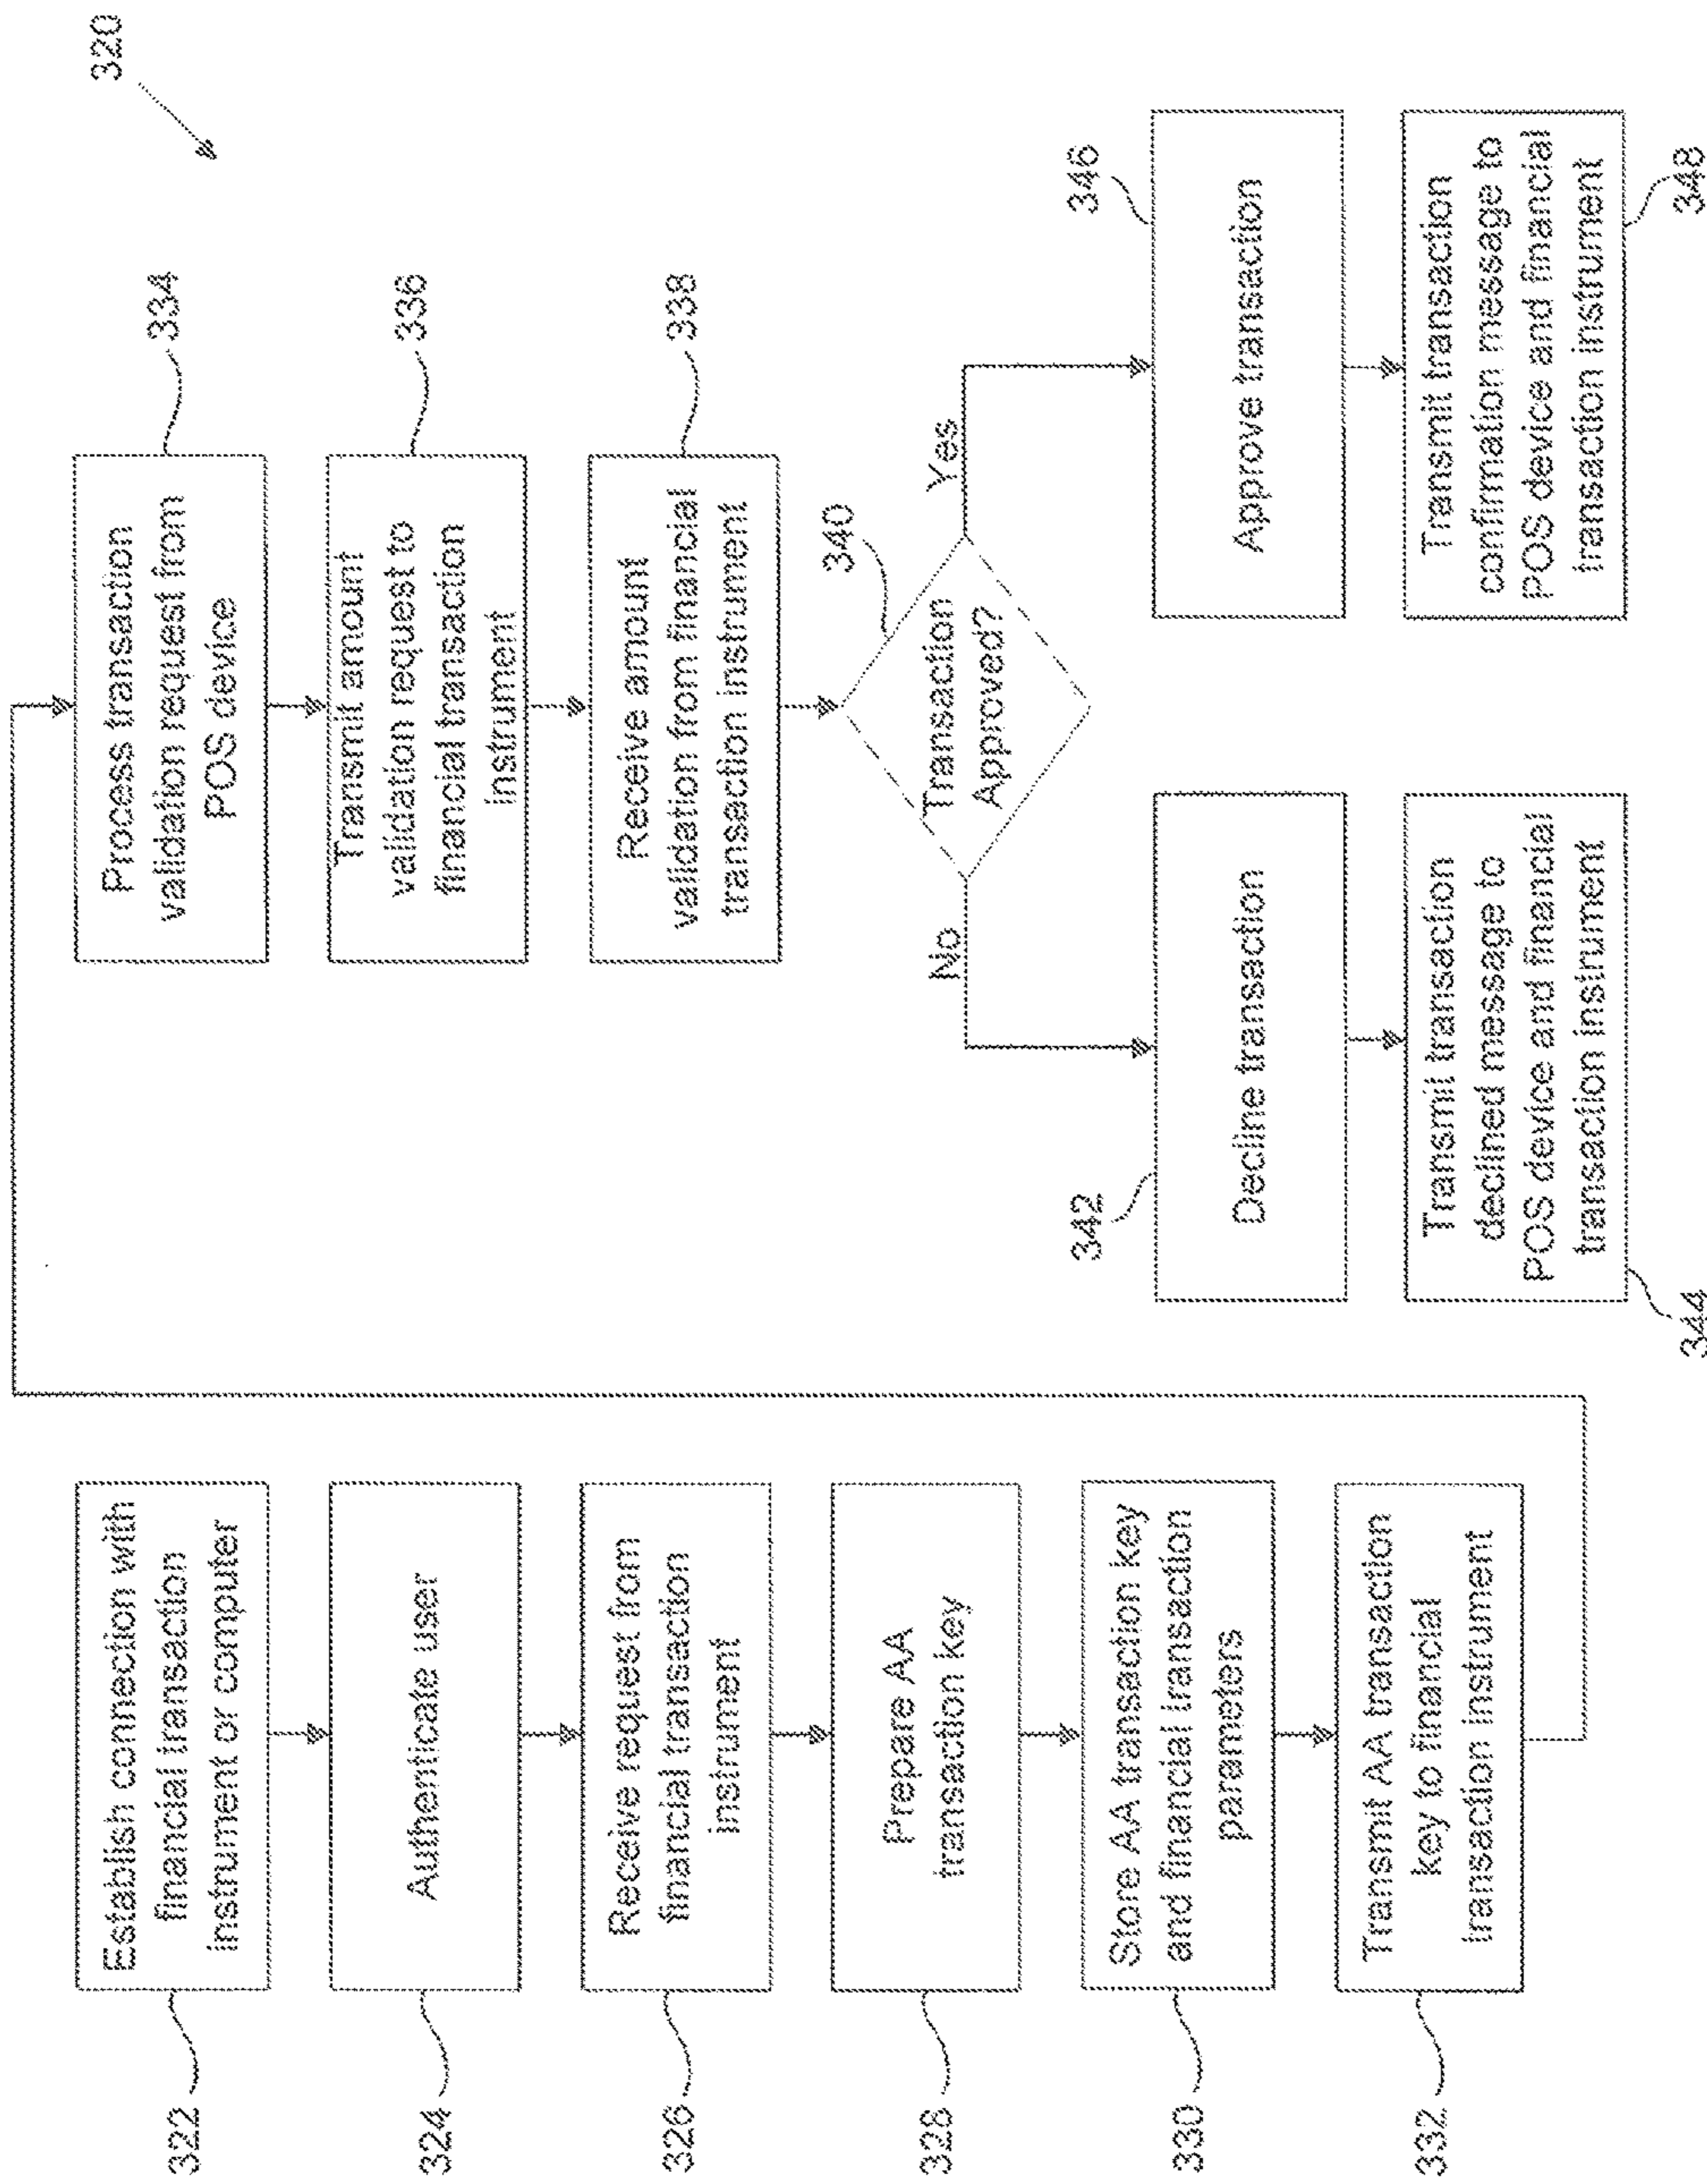 320
322
Establish connection with
financial transaction
instrument or computer
324
Authenticate user
326
Receive request from
financial transaction
instrument
328
Prepare AA
transaction key
330
Store AA transaction key
and financial transaction
parameters
332
Transmit AA transaction
key to financial
transaction instrument
334
Process transaction
validation request from
POS device
336
Transmit amount
validation request to
financial transaction
instrument
338
Receive amount
validation from financial
transaction instrument
340
Transaction
Approved?
No
Yes
342
Decline transaction
344
Transmit transaction
declined message to
POS device and financial
transaction instrument
346
Approve transaction
348
Transmit transaction
confirmation message to
POS device and financial
transaction instrument